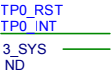 TP0_RST
TP0_INT
3_SYS
ND